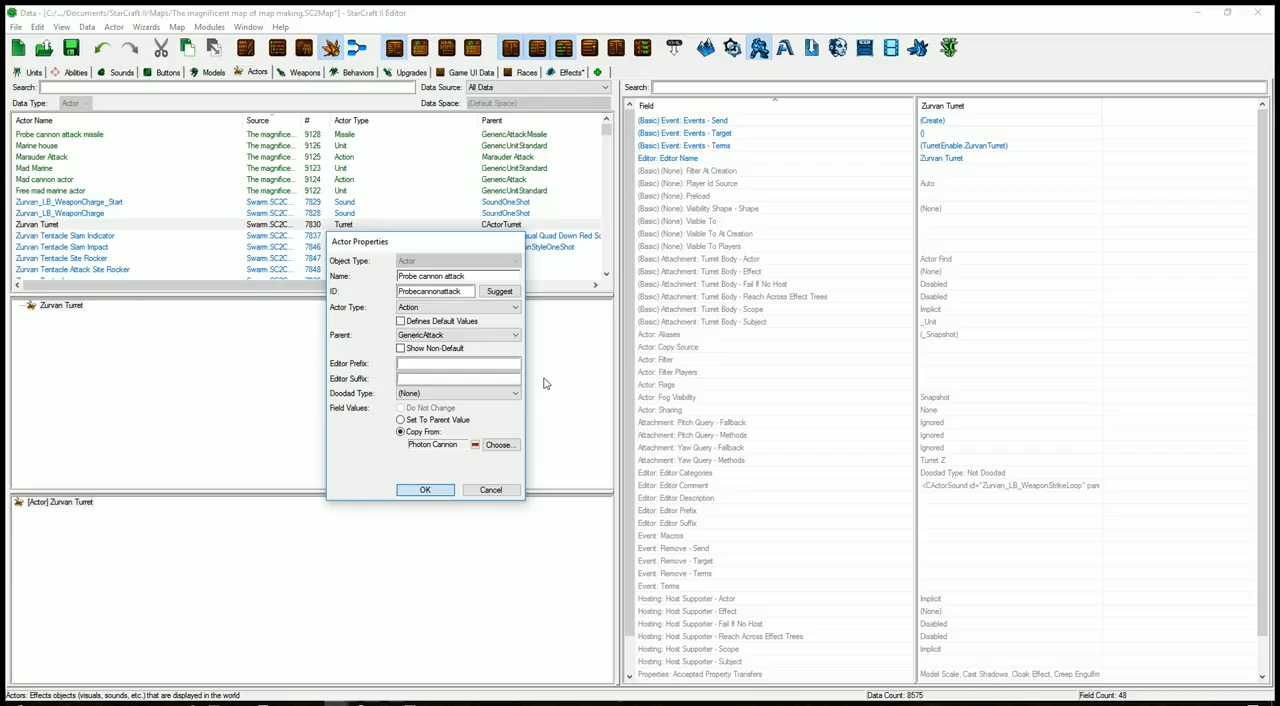 Data - [C:/.../Documents/StarCraft II/Maps/The magnificent map of map making.SC2Map*] - StarCraft II Editor
File Edit View Data Actor Wizards Map Modules Window Help
Units Abilities Sounds Buttons Models Actors Weapons Behaviors Upgrades Game UI Data Races Effects*
Search: Data Source: All Data
Data Type: Actor Data Space: (Default Space)
Actor Name Source # Actor Type Parent
Probe cannon attack missile The magnifice... 9128 Missile GenericAttackMissile
Marine house The magnifice... 9126 Unit GenericUnitStandard
Marauder Attack The magnifice... 9125 Action Marauder Attack
Mad Marine The magnifice... 9123 Unit GenericUnitStandard
Mad cannon actor The magnifice... 9124 Action GenericAttack
Free mad marine actor The magnifice... 9122 Unit GenericUnitStandard
Zurvan_LB_WeaponCharge_Start Swarm.SC2C... 7829 Sound SoundOneShot
Zurvan_LB_WeaponCharge Swarm.SC2C... 7828 Sound SoundOneShot
Zurvan Turret Swarm.SC2C... 7830 Turret CActorTurret
Zurvan Tentacle Slam Indicator Swarm.SC2C... 7837 ual Quad Down Red Sc
Zurvan Tentacle Slam Impact Swarm.SC2C... 7846 onStyleOneShot
Zurvan Tentacle Site Rocker Swarm.SC2C... 7847
Zurvan Tentacle Attack Site Rocker Swarm.SC2C... 7848
Zurvan Turret
[Actor] Zurvan Turret
Actor Properties
Object Type: Actor
Name: Probe cannon attack
ID: Probecannonattack Suggest
Actor Type: Action
Defines Default Values
Parent: GenericAttack
Show Non-Default
Editor Prefix:
Editor Suffix:
Doodad Type: (None)
Field Values: Do Not Change
Set To Parent Value
Copy From:
Photon Cannon Choose...
OK Cancel
Search:
Field Zurvan Turret
(Basic) Event: Events - Send (Create)
(Basic) Event: Events - Target ()
(Basic) Event: Events - Terms (TurretEnable.ZurvanTurret)
Editor: Editor Name Zurvan Turret
(Basic) (None): Filter At Creation
(Basic) (None): Player Id Source Auto
(Basic) (None): Preload
(Basic) (None): Visibility Shape - Shape (None)
(Basic) (None): Visible To
(Basic) (None): Visible To At Creation
(Basic) (None): Visible To Players
(Basic) Attachment: Turret Body - Actor Actor Find
(Basic) Attachment: Turret Body - Effect (None)
(Basic) Attachment: Turret Body - Fail If No Host Disabled
(Basic) Attachment: Turret Body - Reach Across Effect Trees Disabled
(Basic) Attachment: Turret Body - Scope Implicit
(Basic) Attachment: Turret Body - Subject _Unit
Actor: Aliases (_Snapshot)
Actor: Copy Source
Actor: Filter
Actor: Filter Players
Actor: Flags
Actor: Fog Visibility Snapshot
Actor: Sharing None
Attachment: Pitch Query - Fallback Ignored
Attachment: Pitch Query - Methods Ignored
Attachment: Yaw Query - Fallback Ignored
Attachment: Yaw Query - Methods Turret Z
Editor: Editor Categories Doodad Type: Not Doodad
Editor: Editor Comment <CActorSound id="Zurvan_LB_WeaponStrikeLoop" pare
Editor: Editor Description
Editor: Editor Prefix
Editor: Editor Suffix
Event: Macros
Event: Remove - Send
Event: Remove - Target
Event: Remove - Terms
Event: Terms
Hosting: Host Supporter - Actor Implicit
Hosting: Host Supporter - Effect (None)
Hosting: Host Supporter - Fail If No Host Disabled
Hosting: Host Supporter - Reach Across Effect Trees Disabled
Hosting: Host Supporter - Scope Implicit
Hosting: Host Supporter - Subject
Properties: Accepted Property Transfers Model Scale, Cast Shadows, Cloak Effect, Creep Engulfm
Actors: Effects objects (visuals, sounds, etc.) that are displayed in the world Data Count: 8575 Field Count: 48